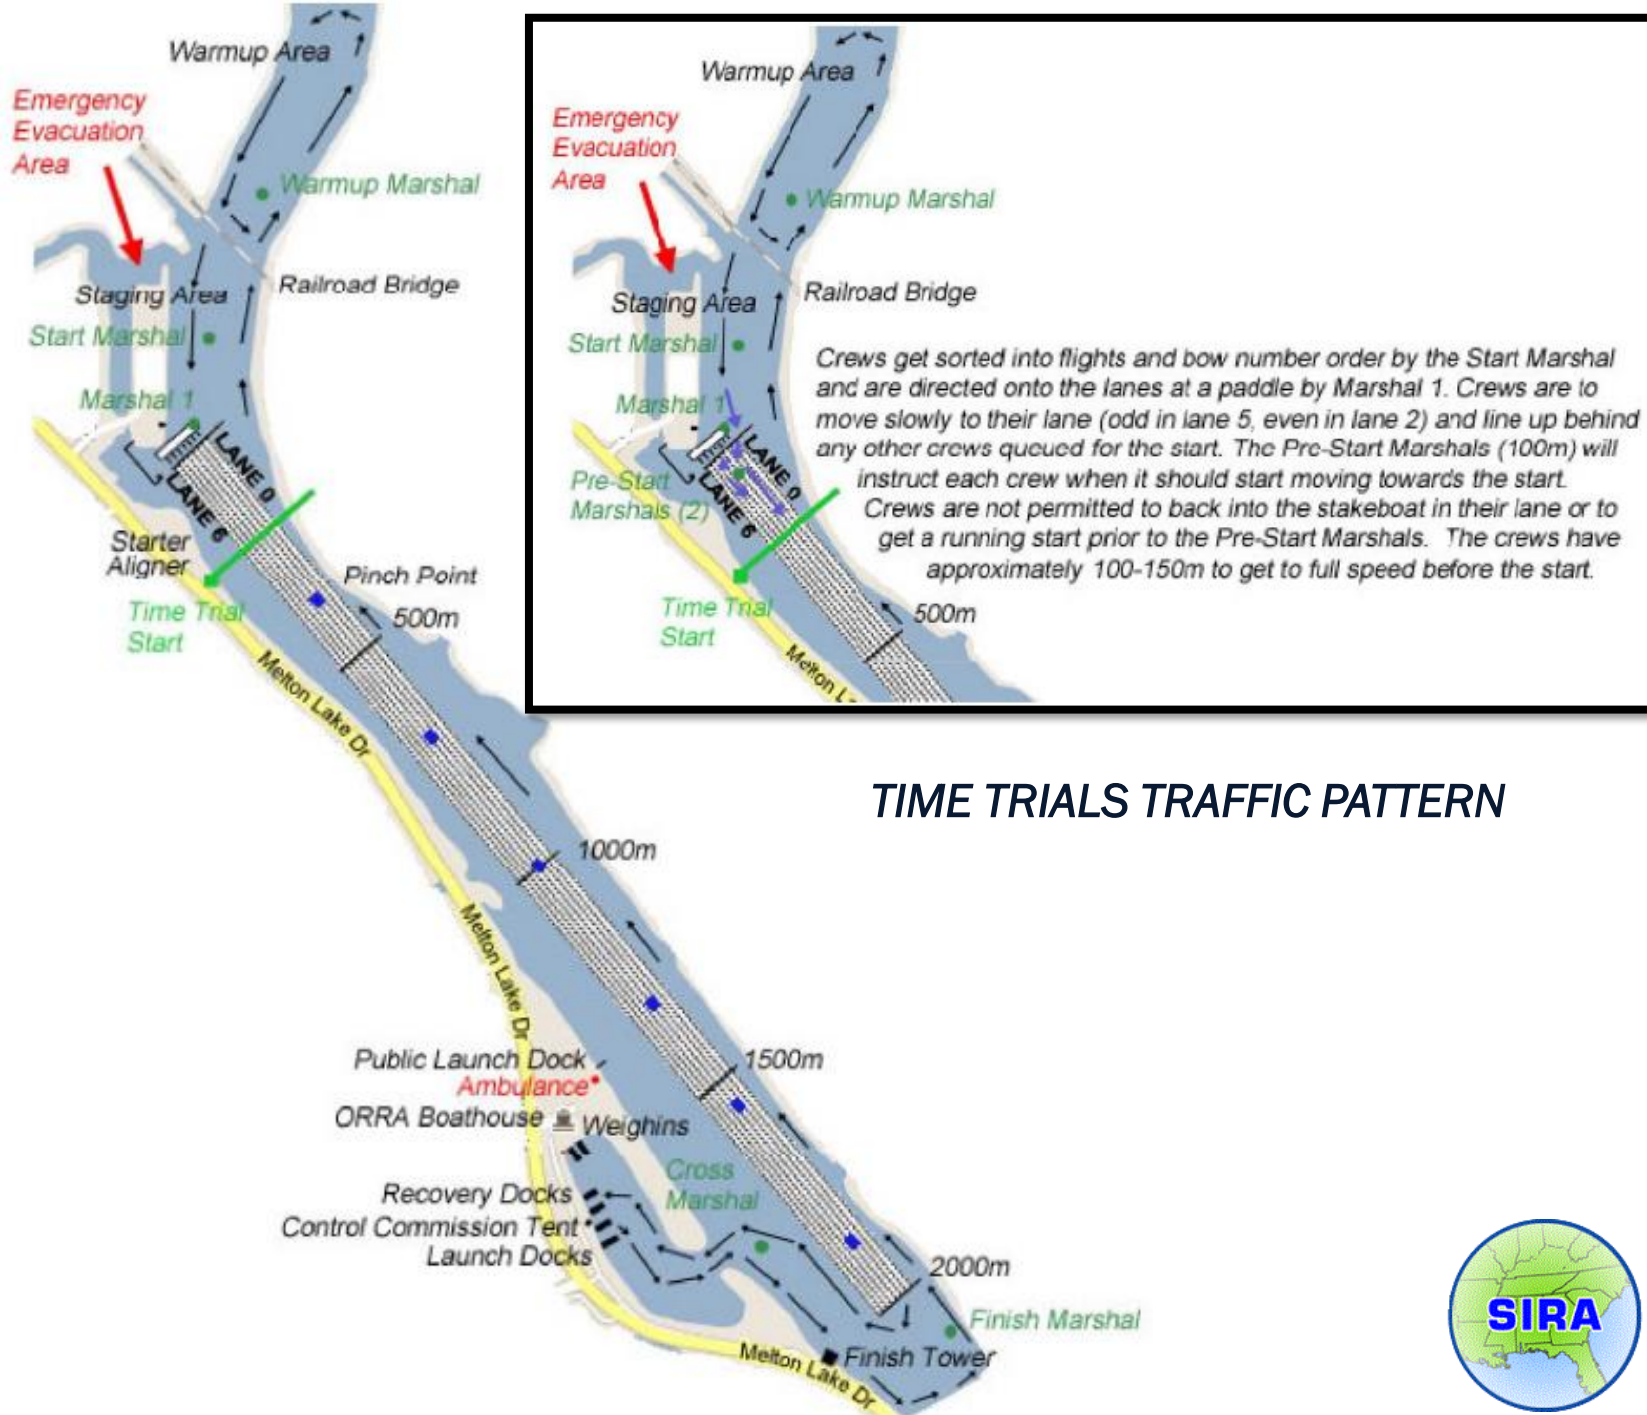 Warmup Area
Emergency
Evacuation
Area
Warmup Marshal
Railroad Bridge
Staging Area
Start Marshal
Marshal 1
LANE 0
LANE 6
Starter
Aligner
Time Trial
Start
Pinch Point
500m
Melton Lake Dr
1000m
Melton Lake Dr
Public Launch Dock
Ambulance
ORRA Boathouse
Weighins
1500m
Cross
Marshal
Recovery Docks
Control Commission Tent
Launch Docks
2000m
Finish Marshal
Finish Tower
Melton Lake Dr
Warmup Area
Emergency
Evacuation
Area
Warmup Marshal
Railroad Bridge
Staging Area
Start Marshal
Marshal 1
LANE 0
LANE 6
Pre-Start
Marshals (2)
Time Trial
Start
500m
Melton L
Crews get sorted into flights and bow number order by the Start Marshal
and are directed onto the lanes at a paddle by Marshal 1. Crews are to
move slowly to their lane (odd in lane 5, even in lane 2) and line up behind
any other crews queued for the start. The Pre-Start Marshals (100m) will
instruct each crew when it should start moving towards the start.
Crews are not permitted to back into the stakeboat in their lane or to
get a running start prior to the Pre-Start Marshals. The crews have
approximately 100-150m to get to full speed before the start.
TIME TRIALS TRAFFIC PATTERN
SIRA